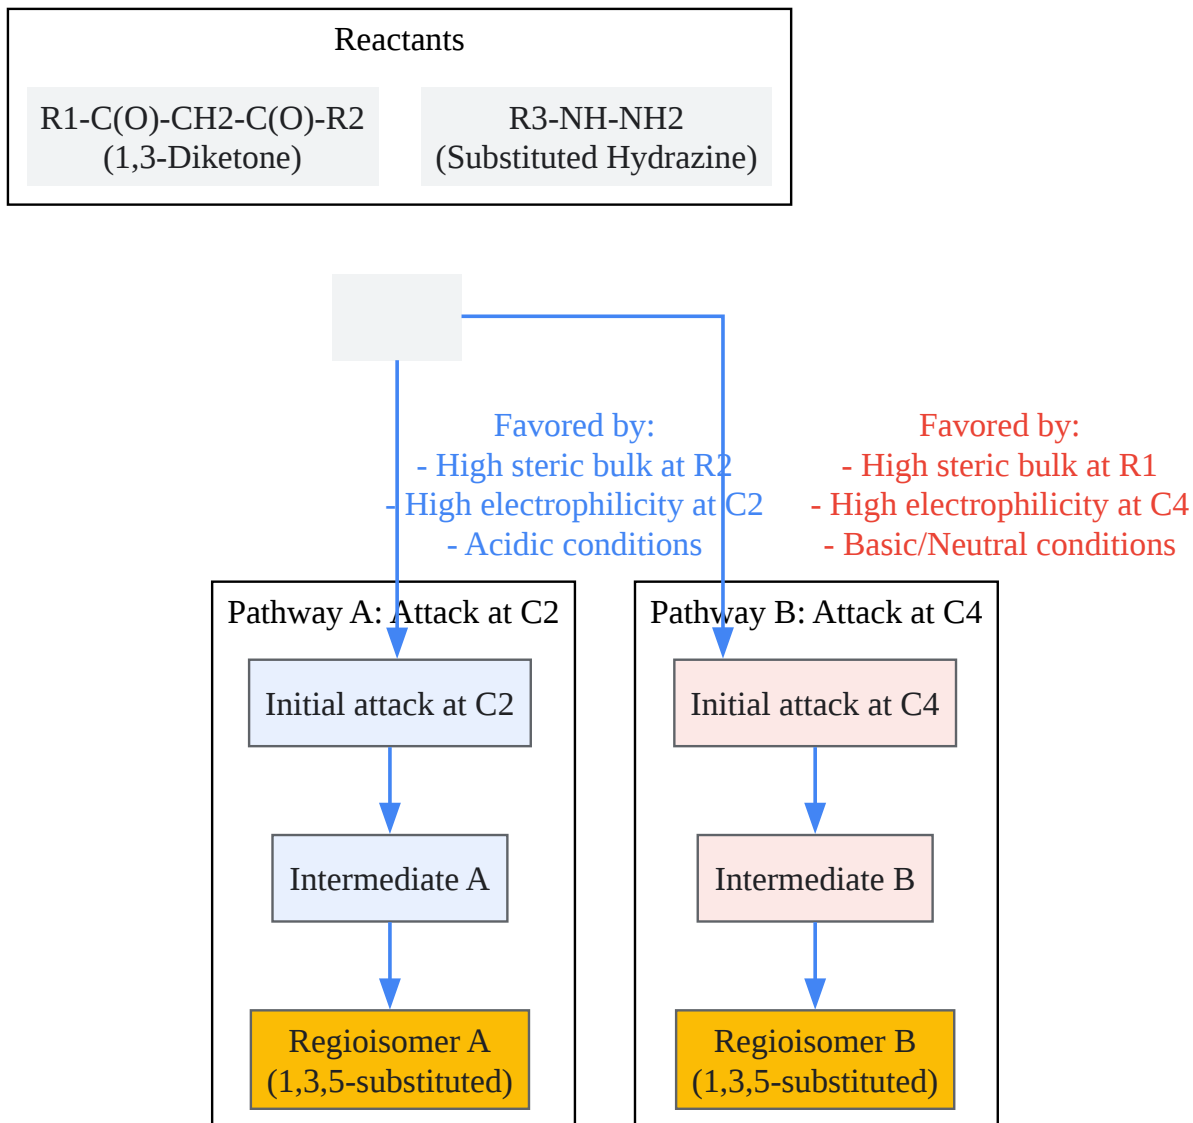 Reactants
R1-C(O)-CH2-C(O)-R2
(1,3-Diketone)
R3-NH-NH2
(Substituted Hydrazine)
Favored by:
- High steric bulk at R2
- High electrophilicity at C2
- Acidic conditions
Favored by:
- High steric bulk at R1
- High electrophilicity at C4
- Basic/Neutral conditions
Pathway A: Attack at C2
Initial attack at C2
Intermediate A
Regioisomer A
(1,3,5-substituted)
Pathway B: Attack at C4
Initial attack at C4
Intermediate B
Regioisomer B
(1,3,5-substituted)